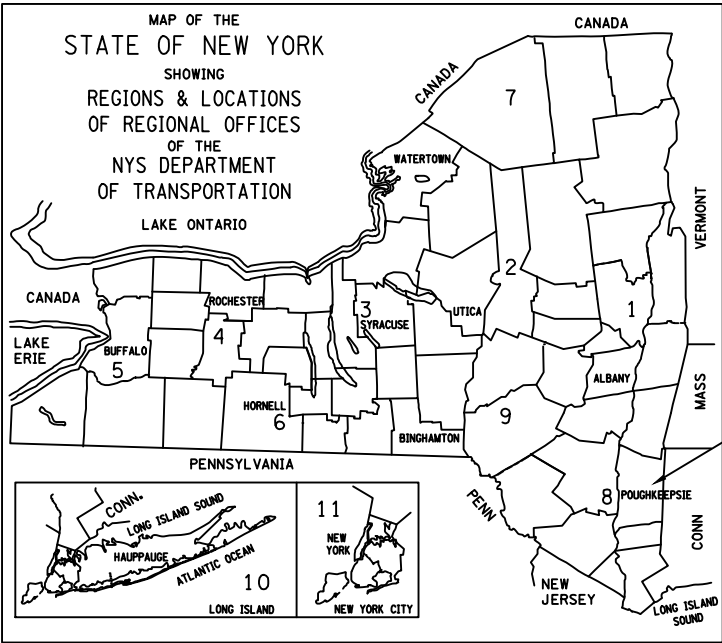 MAP OF THE
STATE OF NEW YORK
SHOWING
REGIONS & LOCATIONS
OF REGIONAL OFFICES
OF THE
NYS DEPARTMENT
OF TRANSPORTATION
LAKE ONTARIO
CANADA
CANADA
7
WATERTOWN
VERMONT
2
1
CANADA
ROCHESTER
3
SYRACUSE
UTICA
4
LAKE
ERIE
BUFFALO
5
ALBANY
MASS
HORNELL
6
9
BINGHAMTON
PENNSYLVANIA
PENN
8
POUGHKEEPSIE
CONN
NEW
JERSEY
LONG ISLAND
SOUND
CONN.
LONG ISLAND SOUND
HAUPPAUGE
ATLANTIC OCEAN
10
LONG ISLAND
11
NEW
YORK
NEW YORK CITY